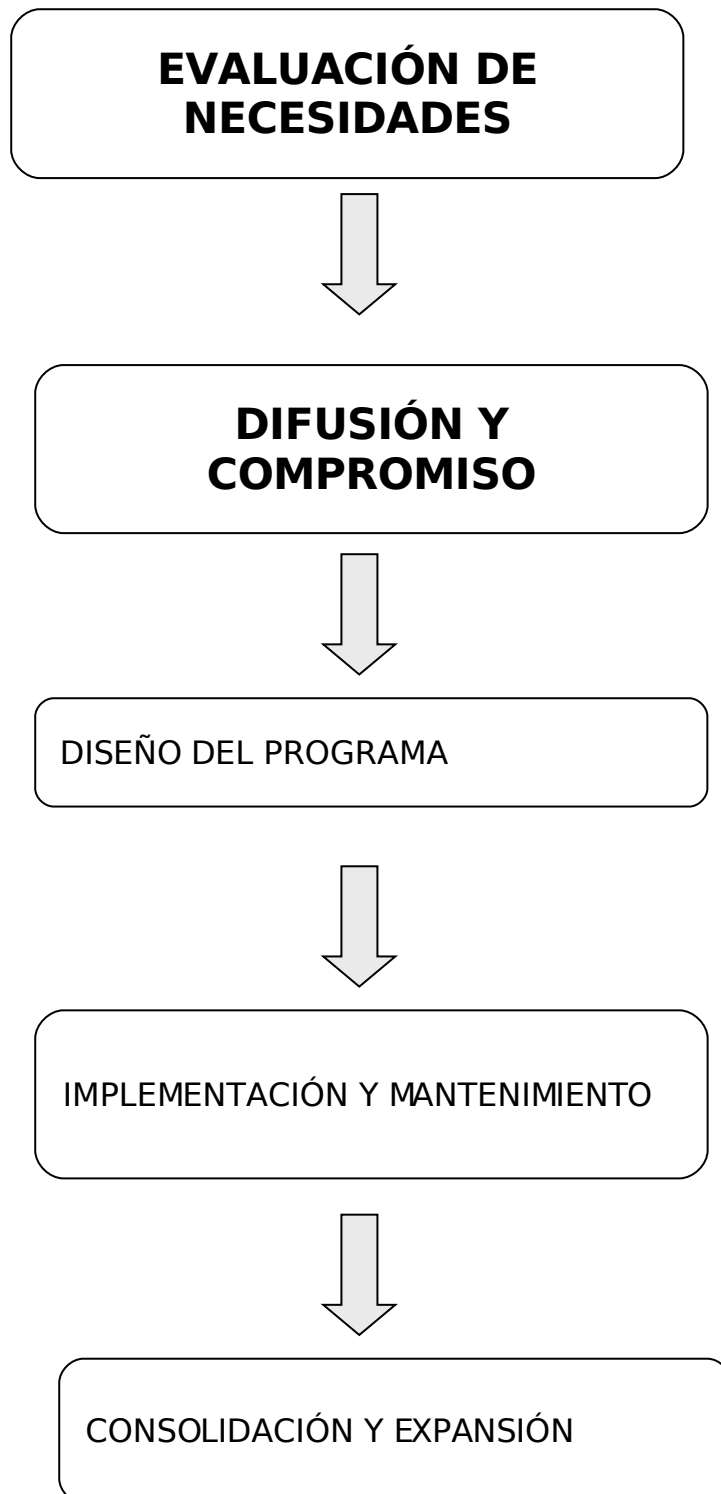 EVALUACIÓN DE
NECESIDADES
DIFUSIÓN Y
COMPROMISO
DISEÑO DEL PROGRAMA
IMPLEMENTACIÓN Y MANTENIMIENTO
CONSOLIDACIÓN Y EXPANSIÓN